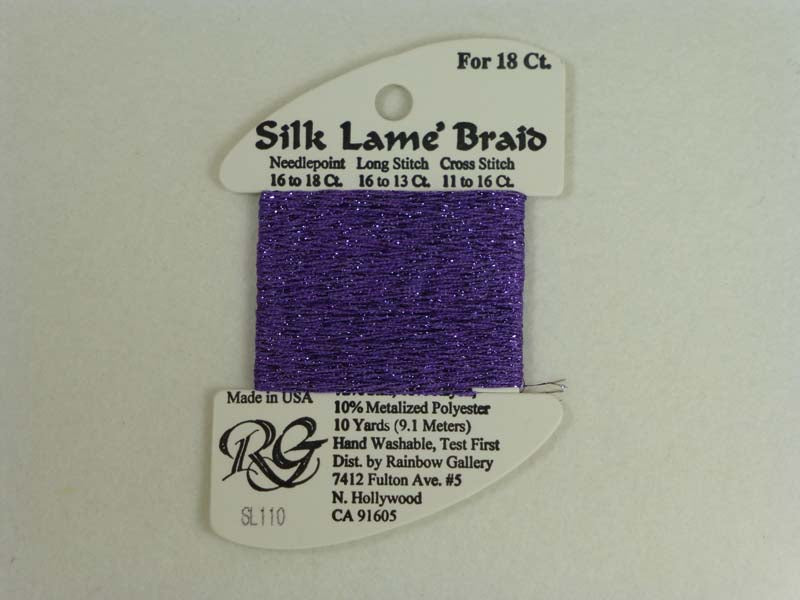 For 18 Ct.
Silk Lame' Braid
Needlepoint Long Stitch Cross Stitch
16 to 18 Ct. 16 to 13 Ct. 11 to 16 Ct.
Made in USA
10% Metalized Polyester
10 Yards (9.1 Meters)
Hand Washable, Test First
Dist. by Rainbow Gallery
7412 Fulton Ave. #5
N. Hollywood
CA 91605
RG
SL110